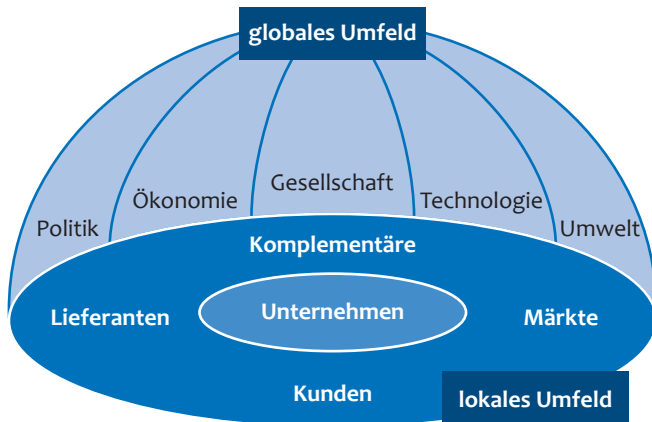 globales Umfeld
Politik
Ökonomie
Gesellschaft
Technologie
Umwelt
Komplementäre
Lieferanten
Unternehmen
Märkte
Kunden
lokales Umfeld